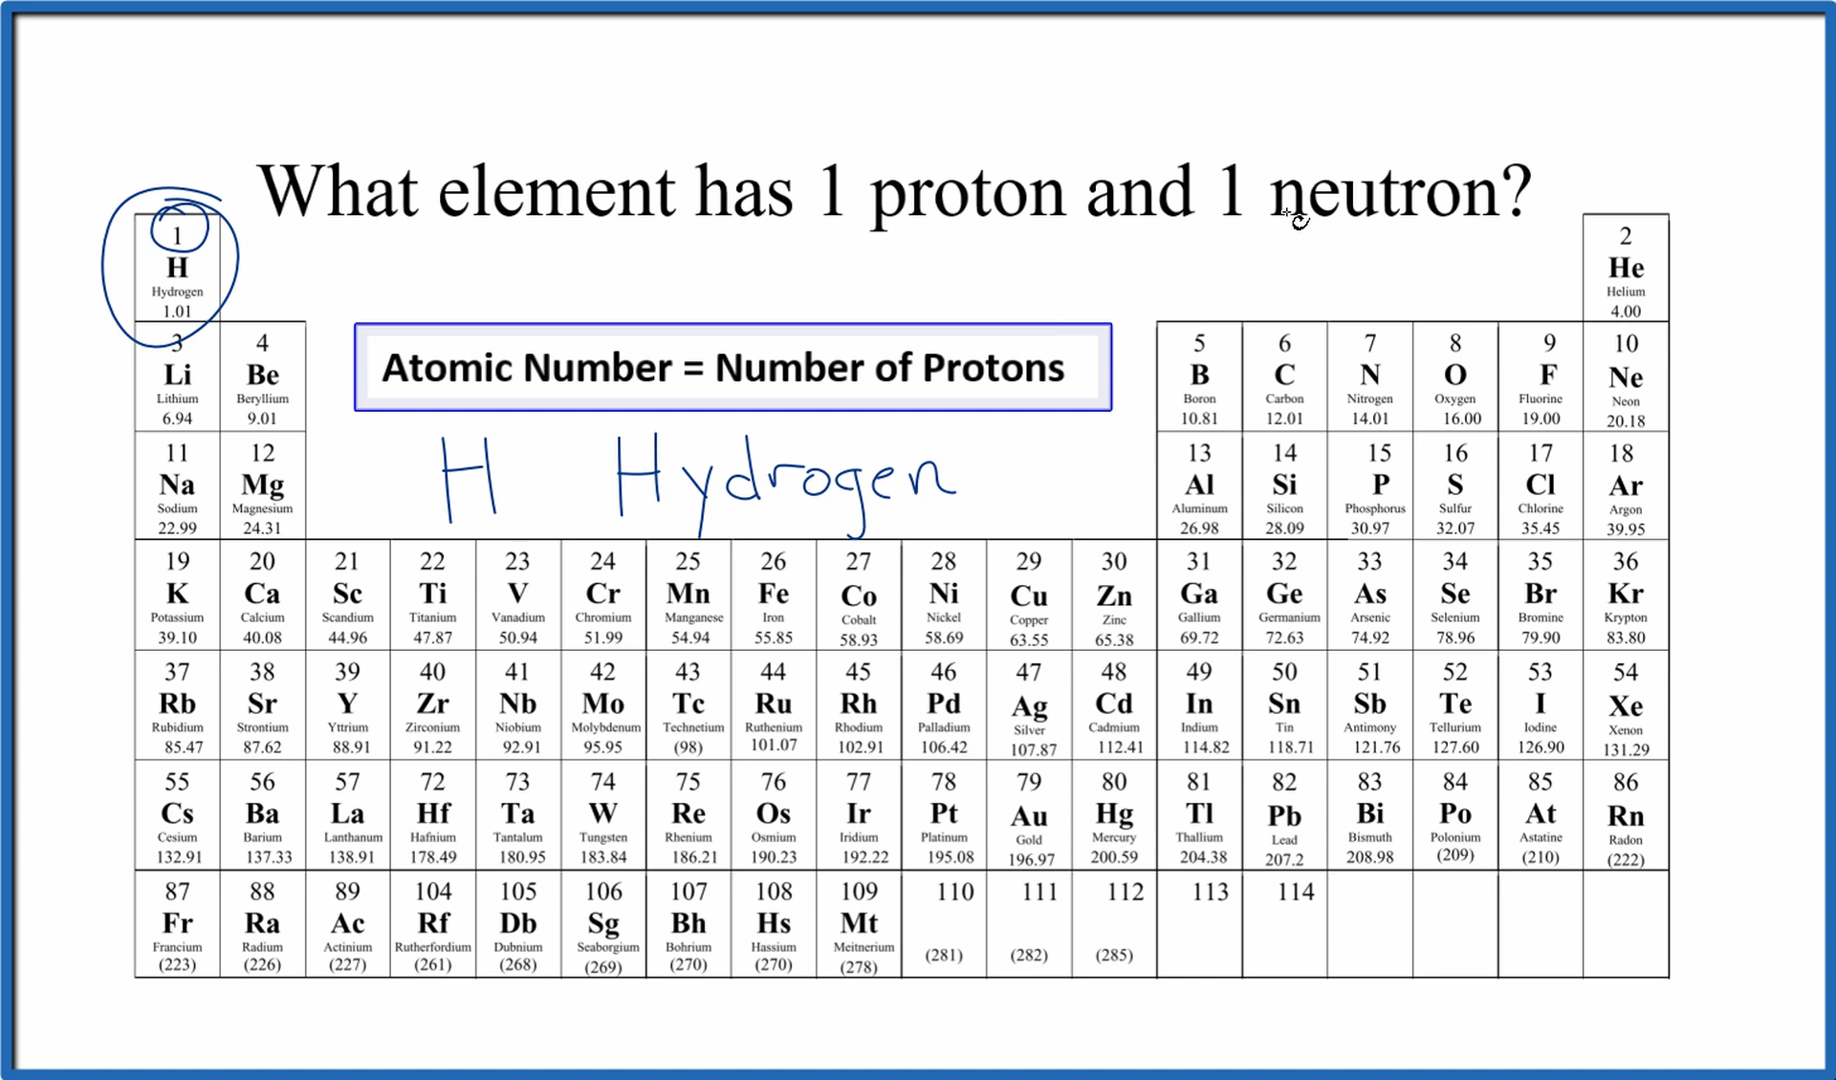 What element has 1 proton and 1 neutron?
1 2
H He
Hydrogen Helium
1.01 4.00
Atomic Number = Number of Protons
3 4 5 6 7 8 9 10
Li Be B C N O F Ne
Lithium Beryllium Boron Carbon Nitrogen Oxygen Fluorine Neon
6.94 9.01 10.81 12.01 14.01 16.00 19.00 20.18
H Hydrogen
11 12 13 14 15 16 17 18
Na Mg Al Si P S Cl Ar
Sodium Magnesium Aluminum Silicon Phosphorus Sulfur Chlorine Argon
22.99 24.31 26.98 28.09 30.97 32.07 35.45 39.95
19 20 21 22 23 24 25 26 27 28 29 30 31 32 33 34 35 36
K Ca Sc Ti V Cr Mn Fe Co Ni Cu Zn Ga Ge As Se Br Kr
Potassium Calcium Scandium Titanium Vanadium Chromium Manganese Iron Cobalt Nickel Copper Zinc Gallium Germanium Arsenic Selenium Bromine Krypton
39.10 40.08 44.96 47.87 50.94 51.99 54.94 55.85 58.93 58.69 63.55 65.38 69.72 72.63 74.92 78.96 79.90 83.80
37 38 39 40 41 42 43 44 45 46 47 48 49 50 51 52 53 54
Rb Sr Y Zr Nb Mo Tc Ru Rh Pd Ag Cd In Sn Sb Te I Xe
Rubidium Strontium Yttrium Zirconium Niobium Molybdenum Technetium Ruthenium Rhodium Palladium Silver Cadmium Indium Tin Antimony Tellurium Iodine Xenon
85.47 87.62 88.91 91.22 92.91 95.95 (98) 101.07 102.91 106.42 107.87 112.41 114.82 118.71 121.76 127.60 126.90 131.29
55 56 57 72 73 74 75 76 77 78 79 80 81 82 83 84 85 86
Cs Ba La Hf Ta W Re Os Ir Pt Au Hg Tl Pb Bi Po At Rn
Cesium Barium Lanthanum Hafnium Tantalum Tungsten Rhenium Osmium Iridium Platinum Gold Mercury Thallium Lead Bismuth Polonium Astatine Radon
132.91 137.33 138.91 178.49 180.95 183.84 186.21 190.23 192.22 195.08 196.97 200.59 204.38 207.2 208.98 (209) (210) (222)
87 88 89 104 105 106 107 108 109 110 111 112 113 114
Fr Ra Ac Rf Db Sg Bh Hs Mt
Francium Radium Actinium Rutherfordium Dubnium Seaborgium Bohrium Hassium Meitnerium
(223) (226) (227) (261) (268) (269) (270) (270) (278) (281) (282) (285)